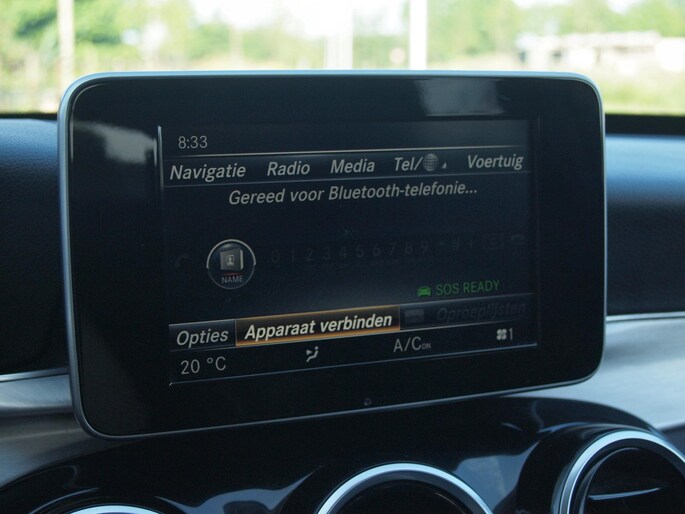 8:33
Navigatie Radio Media Tel/ Voertuig
Gereed voor Bluetooth-telefonie...
0 1 2 3 4 5 6 7 8 9 * # +
NAME
SOS READY
Opties Apparaat verbinden Oproeplijsten
20 °C A/C ON 1